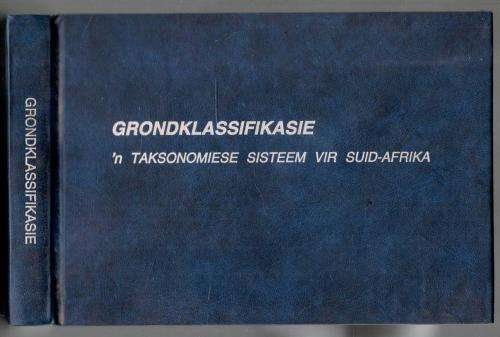 GRONDKLASSIFIKASIE
GRONDKLASSIFIKASIE
'n TAKSONOMIESE SISTEEM VIR SUID-AFRIKA